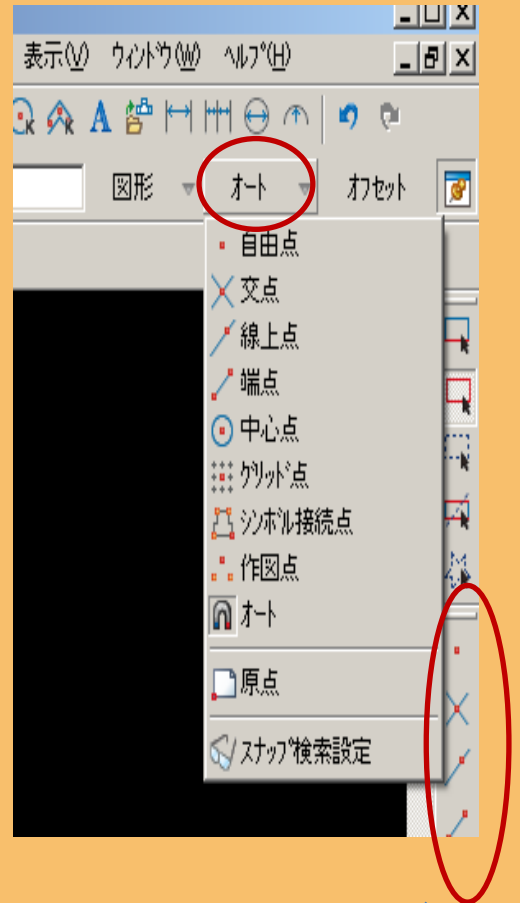 表示(V) ｳｨﾝﾄﾞｳ(W) ﾍﾙﾌﾟ(H)
K K A
図形 ｵｰﾄ ｵﾌｾｯﾄ
自由点
交点
線上点
端点
中心点
ｸﾞﾘｯﾄﾞ点
ｼﾝﾎﾞﾙ接続点
作図点
ｵｰﾄ
原点
ｽﾅｯﾌﾟ検索設定